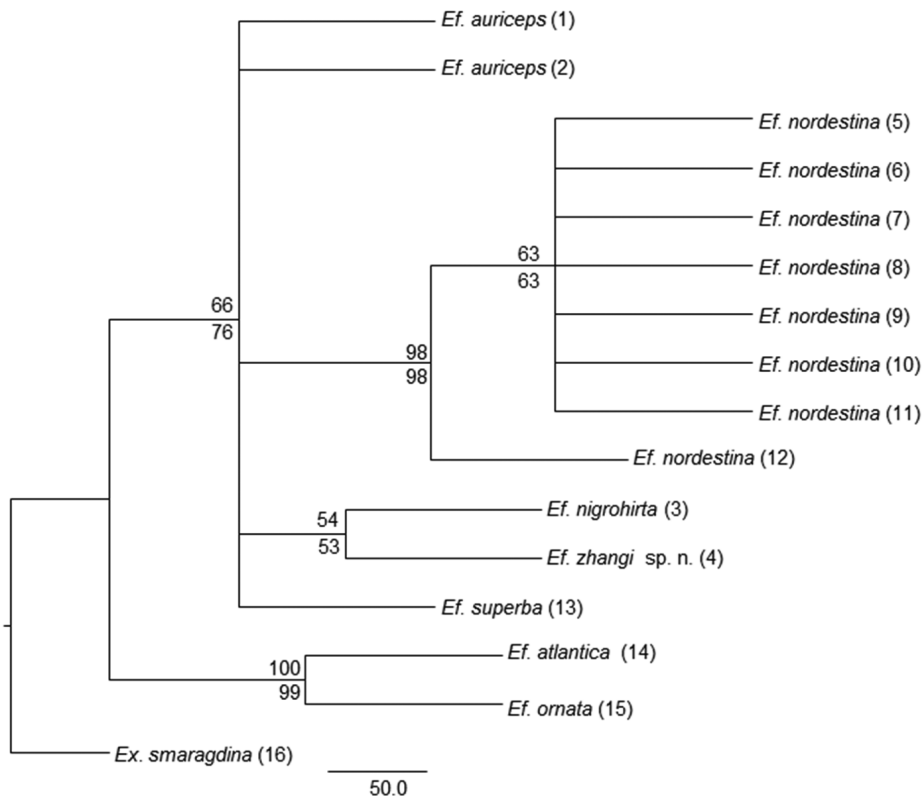 Ef. auriceps (1)
Ef. auriceps (2)
Ef. nordestina (5)
Ef. nordestina (6)
Ef. nordestina (7)
63
63
Ef. nordestina (8)
66
76
Ef. nordestina (9)
98
98
Ef. nordestina (10)
Ef. nordestina (11)
Ef. nordestina (12)
54
53
Ef. nigrohirta (3)
Ef. zhangi sp. n. (4)
Ef. superba (13)
100
99
Ef. atlantica (14)
Ef. ornata (15)
Ex. smaragdina (16)
50.0